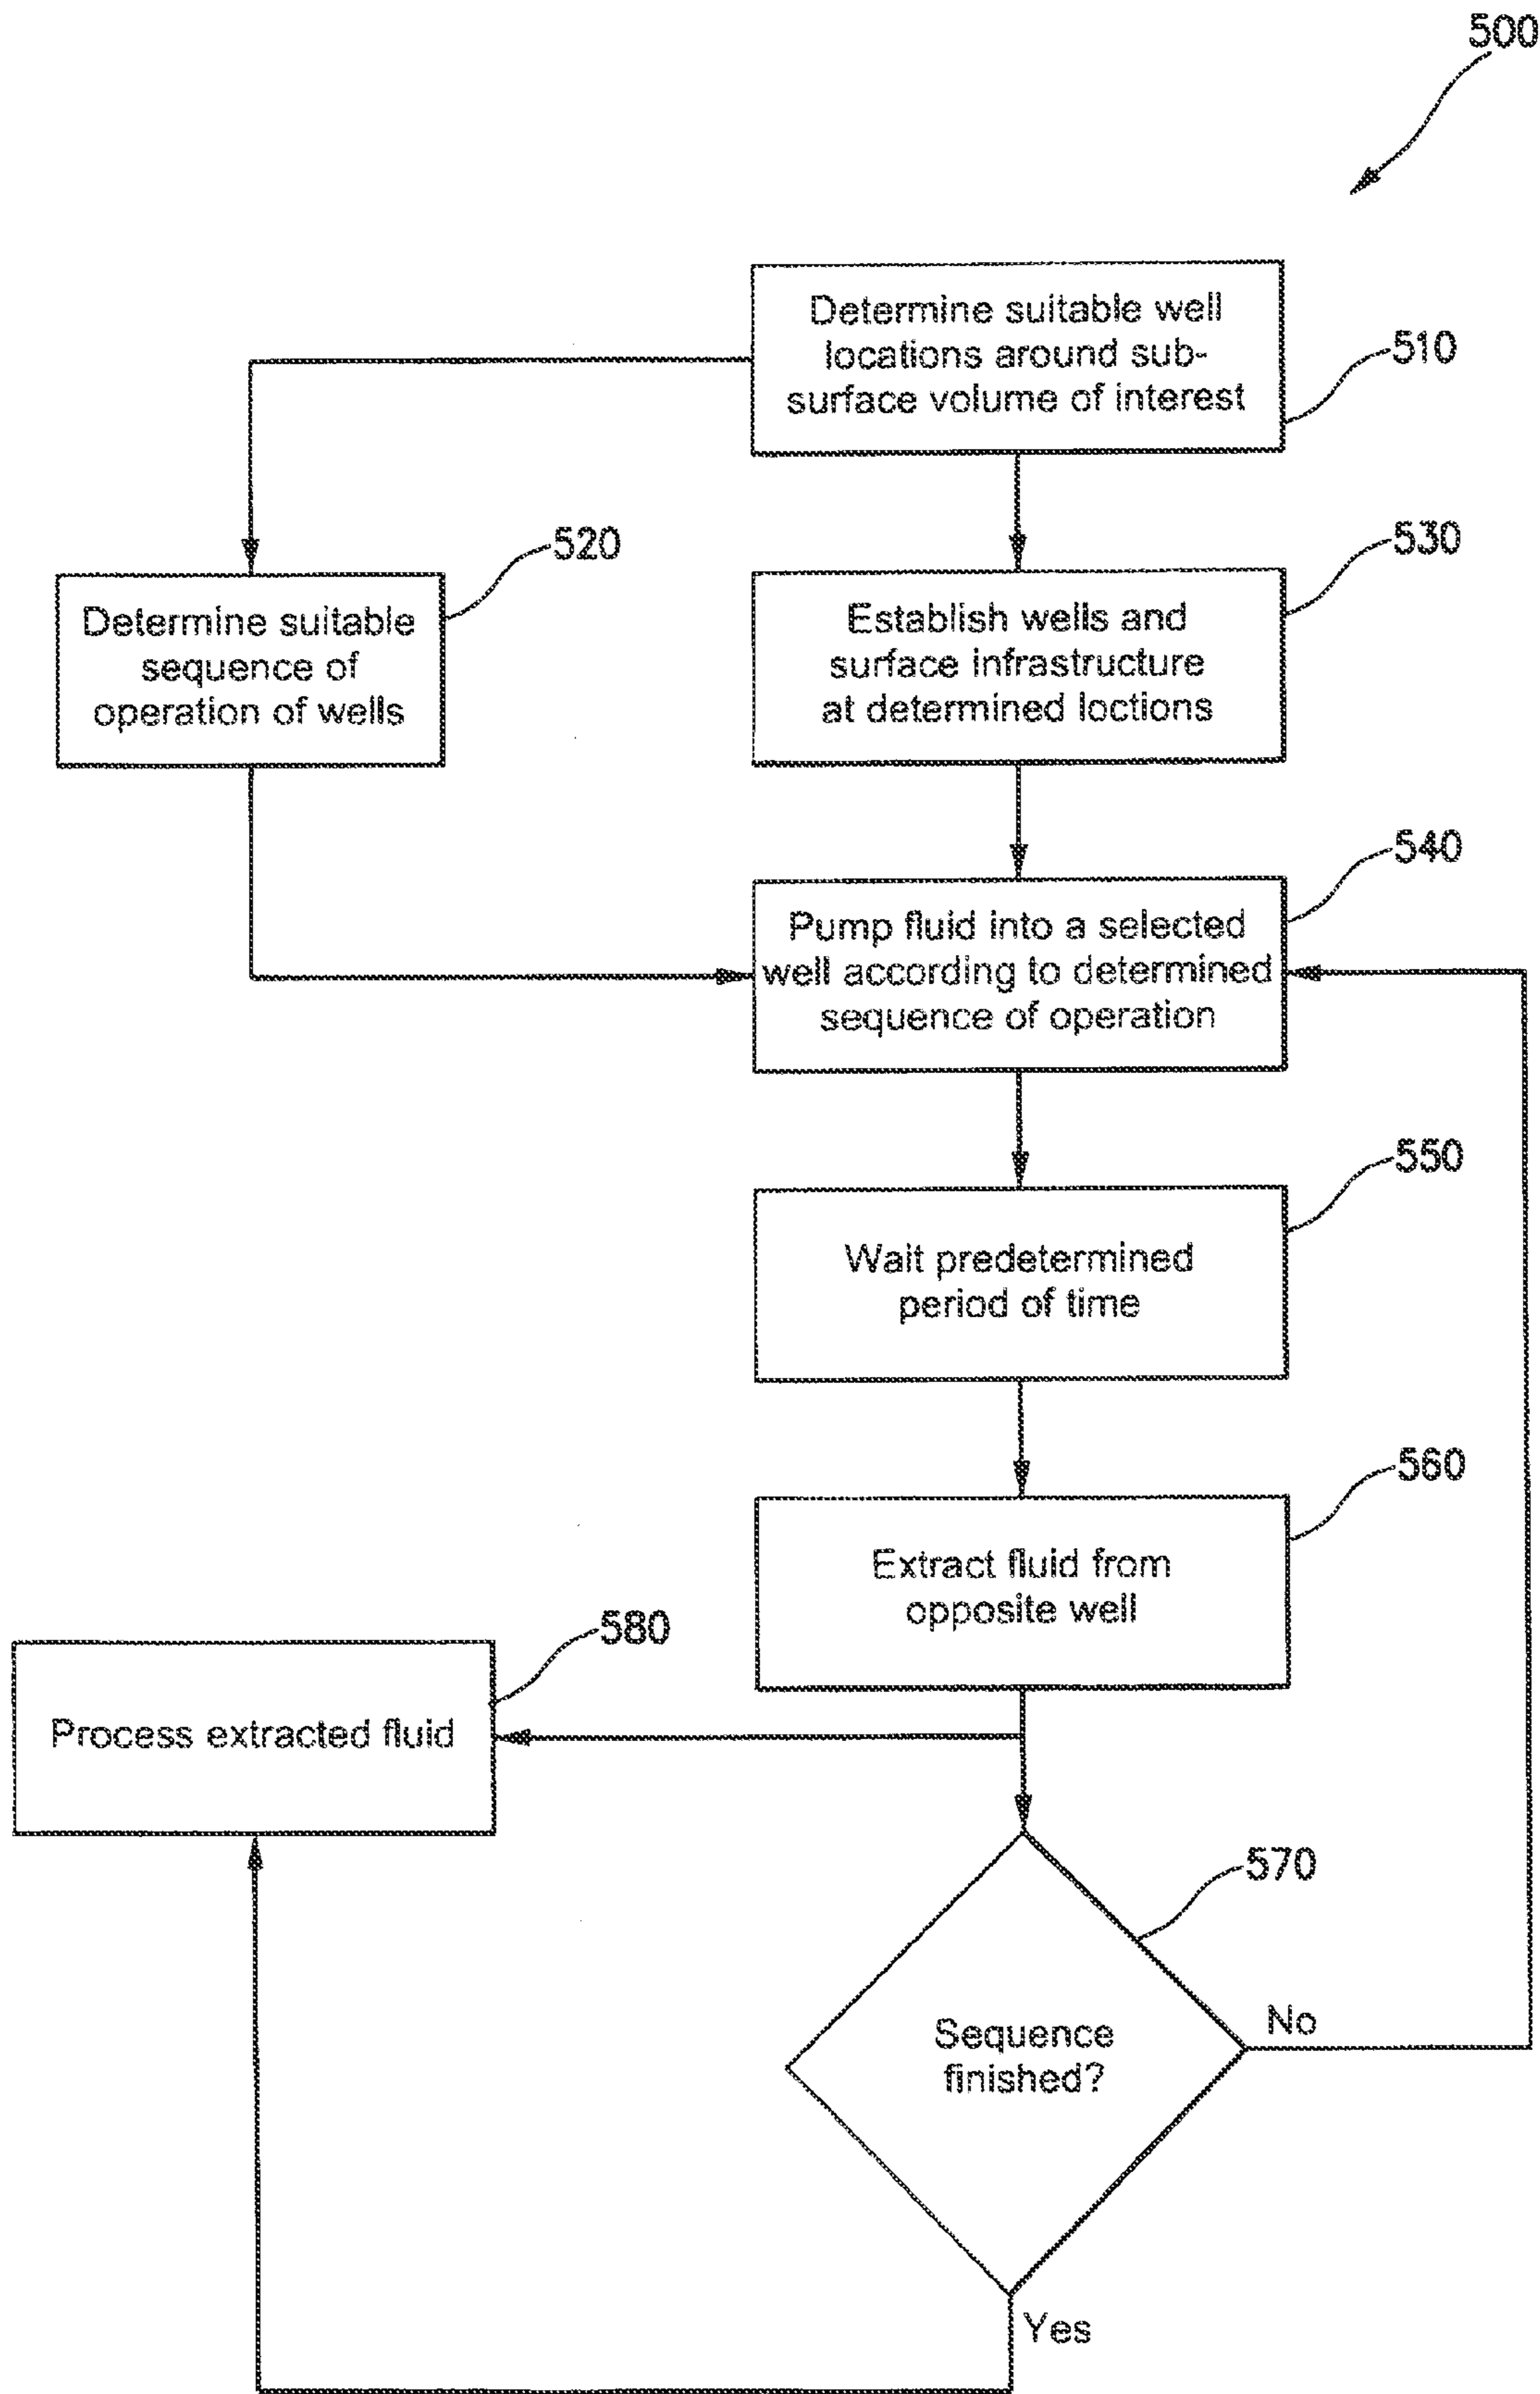 500
Determine suitable well
locations around sub-
surface volume of interest
510
520
Determine suitable
sequence of
operation of wells
530
Establish wells and
surface infrastructure
at determined loctions
540
Pump fluid into a selected
well according to determined
sequence of operation
550
Wait predetermined
period of time
560
Extract fluid from
opposite well
580
Process extracted fluid
570
Sequence
finished?
No
Yes